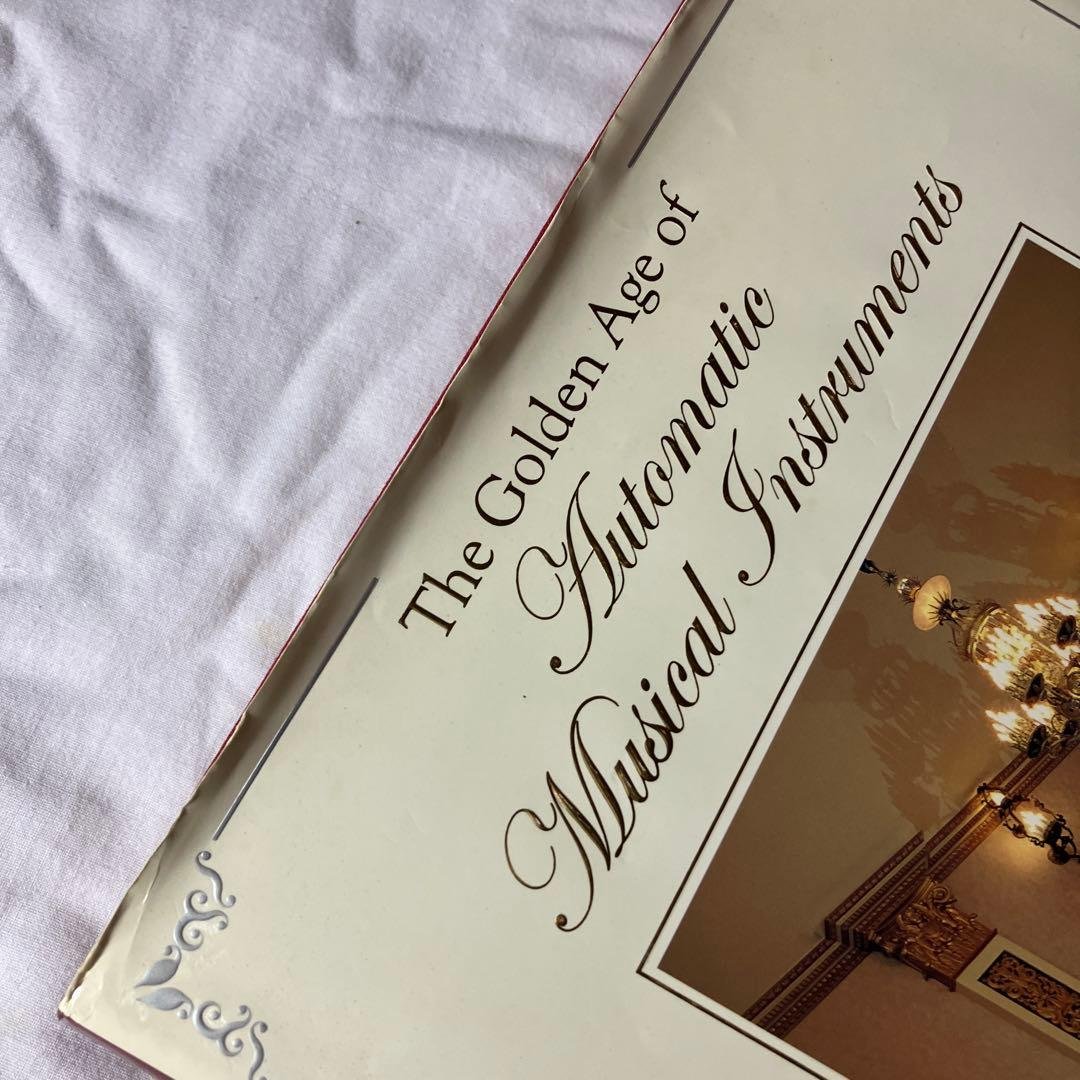 The Golden Age of
Automatic
Musical Instruments